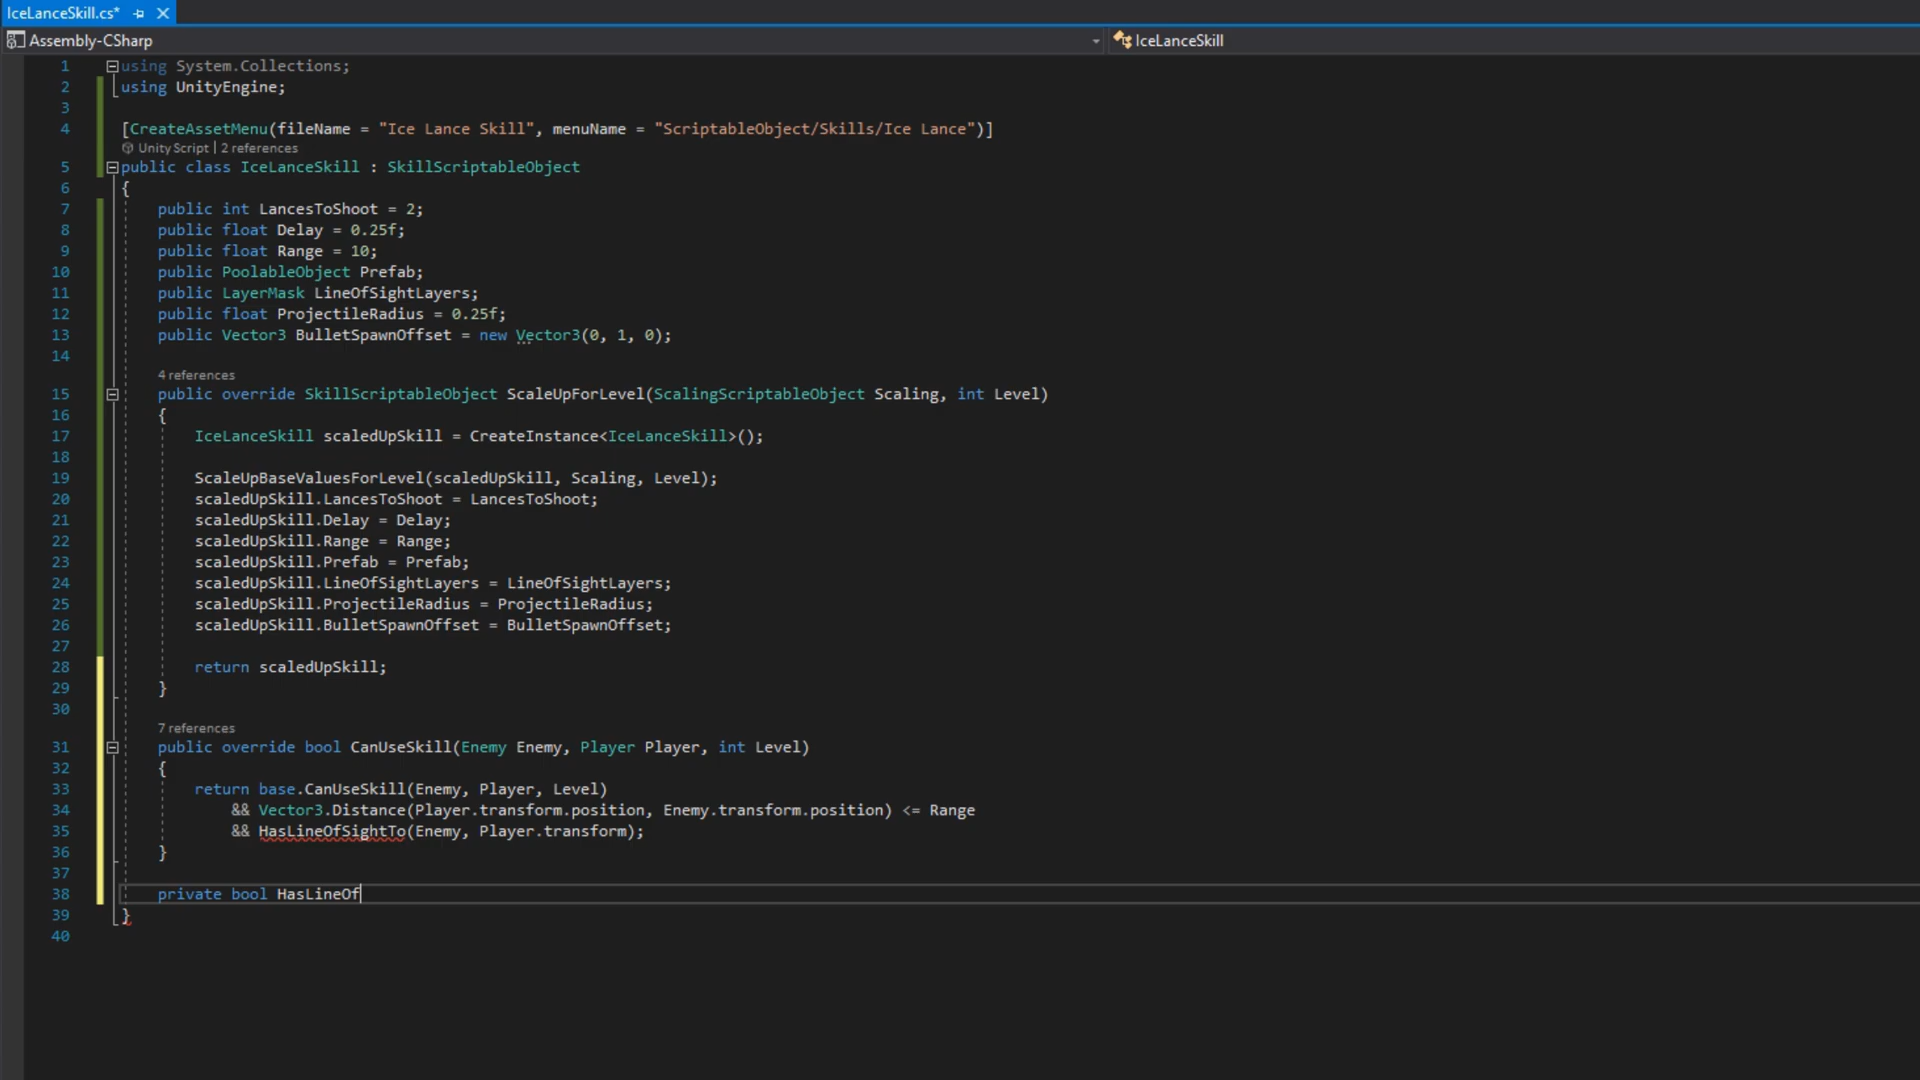 IceLanceSkill.cs*
Assembly-CSharp
IceLanceSkill
1 using System.Collections;
2 using UnityEngine;
3
4 [CreateAssetMenu(fileName = "Ice Lance Skill", menuName = "ScriptableObject/Skills/Ice Lance")]
Unity Script | 2 references
5 public class IceLanceSkill : SkillScriptableObject
6 {
7 public int LancesToShoot = 2;
8 public float Delay = 0.25f;
9 public float Range = 10;
10 public PoolableObject Prefab;
11 public LayerMask LineOfSightLayers;
12 public float ProjectileRadius = 0.25f;
13 public Vector3 BulletSpawnOffset = new Vector3(0, 1, 0);
14
4 references
15 public override SkillScriptableObject ScaleUpForLevel(ScalingScriptableObject Scaling, int Level)
16 {
17 IceLanceSkill scaledUpSkill = CreateInstance<IceLanceSkill>();
18
19 ScaleUpBaseValuesForLevel(scaledUpSkill, Scaling, Level);
20 scaledUpSkill.LancesToShoot = LancesToShoot;
21 scaledUpSkill.Delay = Delay;
22 scaledUpSkill.Range = Range;
23 scaledUpSkill.Prefab = Prefab;
24 scaledUpSkill.LineOfSightLayers = LineOfSightLayers;
25 scaledUpSkill.ProjectileRadius = ProjectileRadius;
26 scaledUpSkill.BulletSpawnOffset = BulletSpawnOffset;
27
28 return scaledUpSkill;
29 }
30
7 references
31 public override bool CanUseSkill(Enemy Enemy, Player Player, int Level)
32 {
33 return base.CanUseSkill(Enemy, Player, Level)
34 && Vector3.Distance(Player.transform.position, Enemy.transform.position) <= Range
35 && HasLineOfSightTo(Enemy, Player.transform);
36 }
37
38 private bool HasLineOf
39 }
40